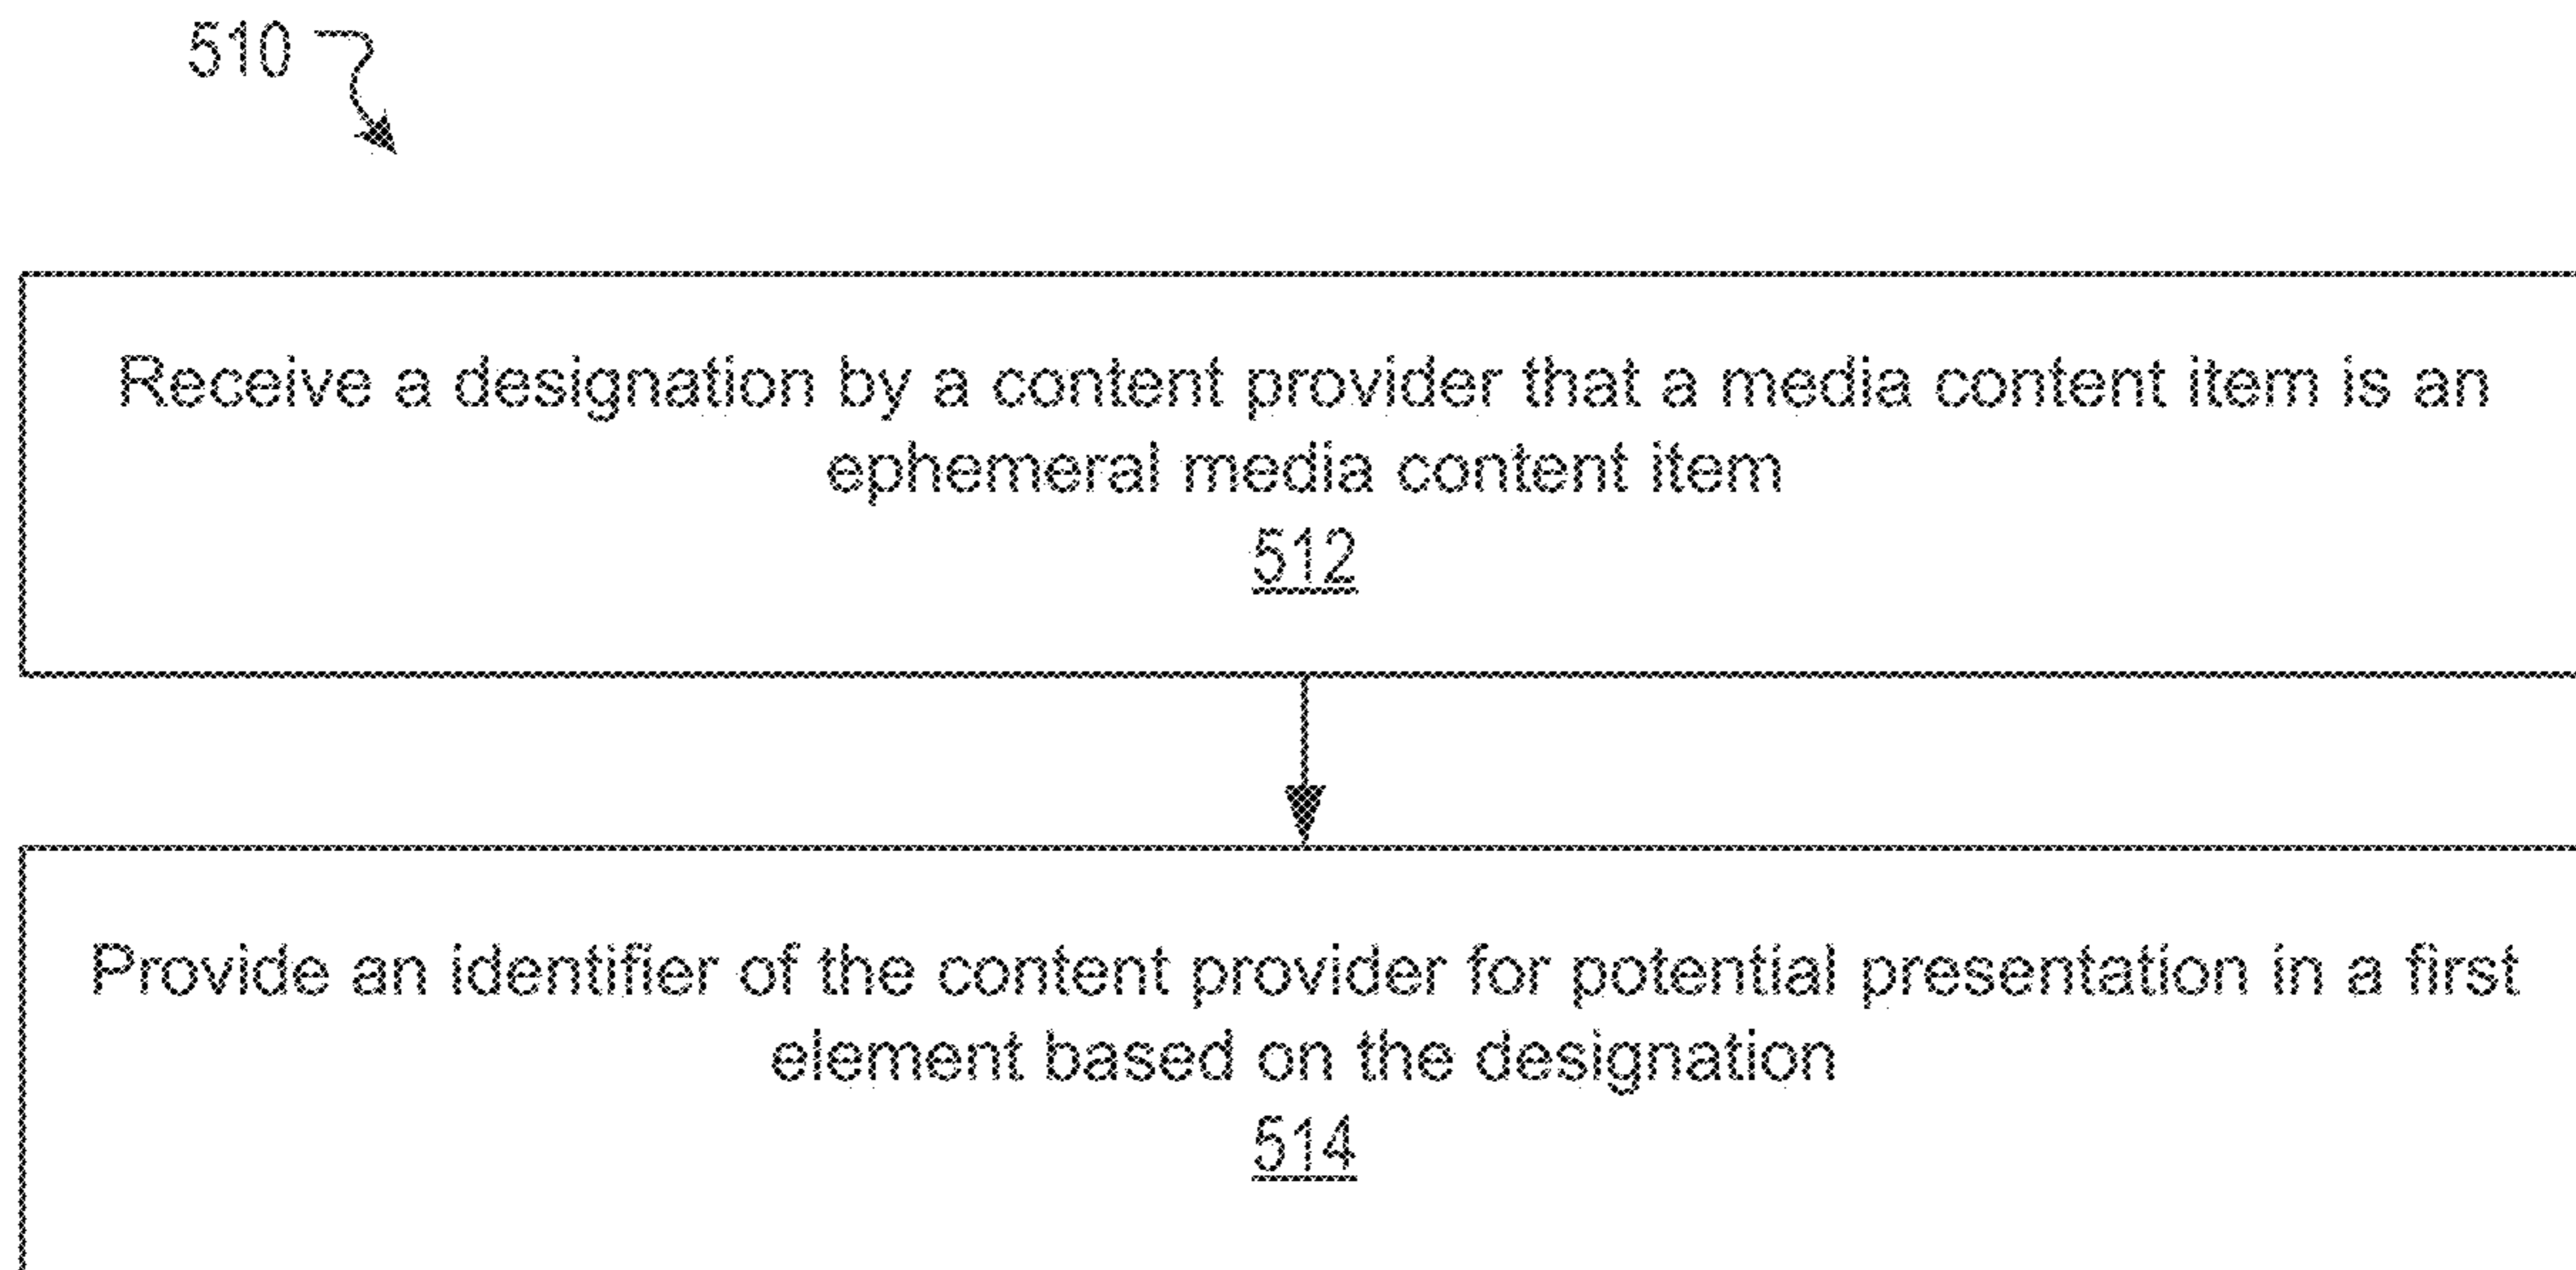 510
Receive a designation by a content provider that a media content item is an
ephemeral media content item
512
Provide an identifier of the content provider for potential presentation in a first
element based on the designation
514